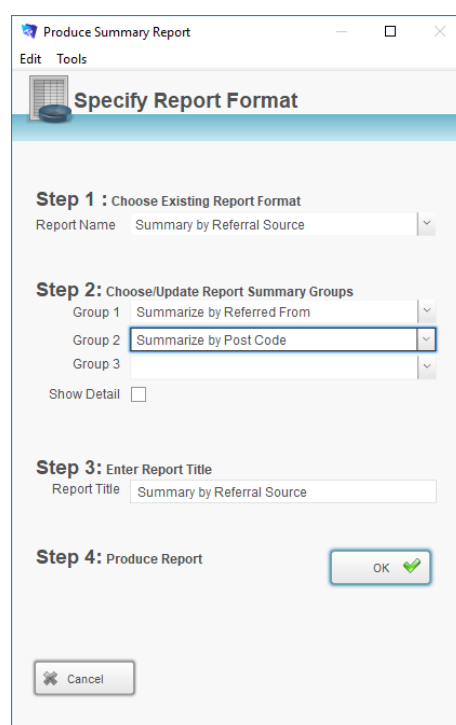 Produce Summary Report
Edit Tools
Specify Report Format
Step 1 : Choose Existing Report Format
Report Name Summary by Referral Source
Step 2: Choose/Update Report Summary Groups
Group 1 Summarize by Referred From
Group 2 Summarize by Post Code
Group 3
Show Detail
Step 3: Enter Report Title
Report Title Summary by Referral Source
Step 4: Produce Report OK
Cancel